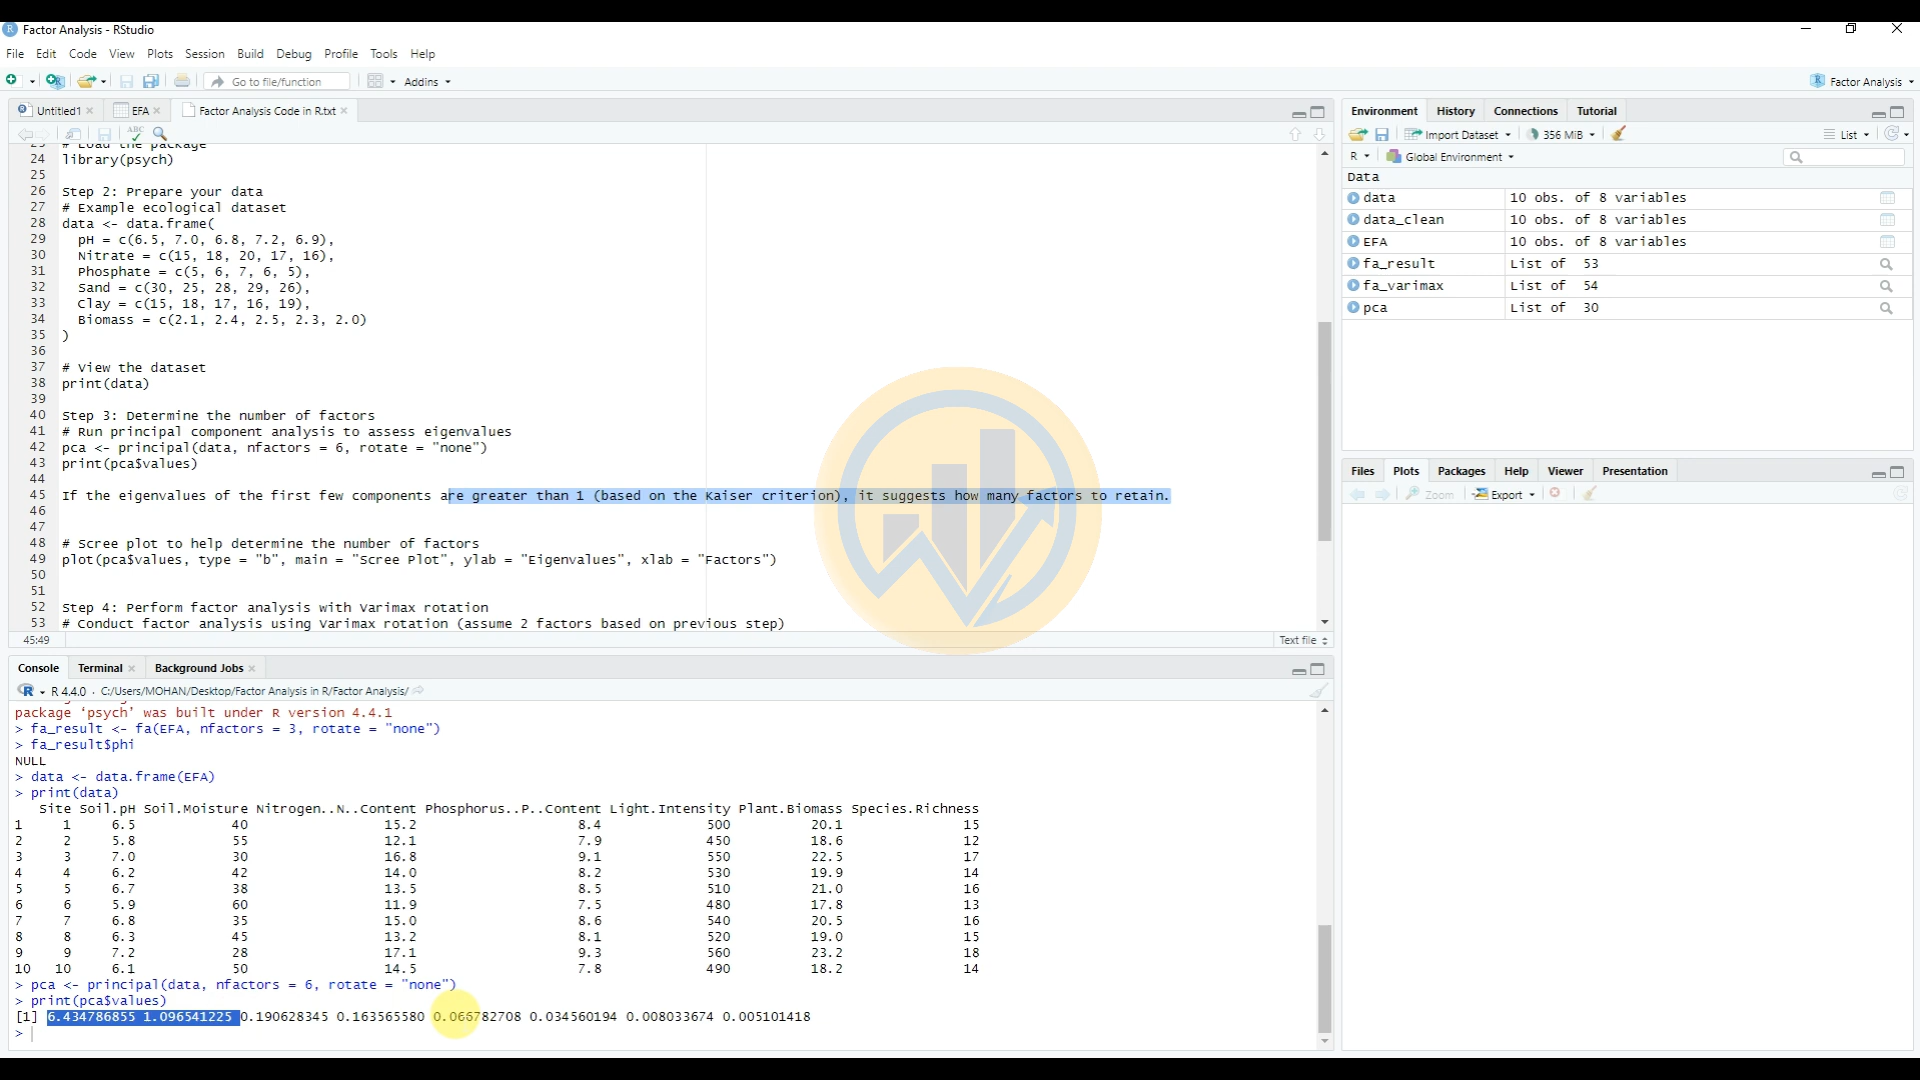 Factor Analysis - RStudio
File Edit Code View Plots Session Build Debug Profile Tools Help
Go to file/function Addins Factor Analysis
Untitled1 EFA Factor Analysis Code in R.txt
ABC
23 # Load the package
24 library(psych)
25
26 Step 2: Prepare your data
27 # Example ecological dataset
28 data <- data.frame(
29 pH = c(6.5, 7.0, 6.8, 7.2, 6.9),
30 Nitrate = c(15, 18, 20, 17, 16),
31 Phosphate = c(5, 6, 7, 6, 5),
32 Sand = c(30, 25, 28, 29, 26),
33 Clay = c(15, 18, 17, 16, 19),
34 Biomass = c(2.1, 2.4, 2.5, 2.3, 2.0)
35 )
36
37 # View the dataset
38 print(data)
39
40 Step 3: Determine the number of factors
41 # Run principal component analysis to assess eigenvalues
42 pca <- principal(data, nfactors = 6, rotate = "none")
43 print(pca$values)
44
45 If the eigenvalues of the first few components are greater than 1 (based on the Kaiser criterion), it suggests how many factors to retain.
46
47
48 # Scree plot to help determine the number of factors
49 plot(pca$values, type = "b", main = "Scree Plot", ylab = "Eigenvalues", xlab = "Factors")
50
51
52 Step 4: Perform factor analysis with Varimax rotation
53 # Conduct factor analysis using Varimax rotation (assume 2 factors based on previous step)
45:49 Text file
Console Terminal Background Jobs
R 4.4.0 · C:/Users/MOHAN/Desktop/Factor Analysis in R/Factor Analysis/
package ‘psych’ was built under R version 4.4.1
> fa_result <- fa(EFA, nfactors = 3, rotate = "none")
> fa_result$phi
NULL
> data <- data.frame(EFA)
> print(data)
Site Soil.pH Soil.Moisture Nitrogen..N..Content Phosphorus..P..Content Light.Intensity Plant.Biomass Species.Richness
1 1 6.5 40 15.2 8.4 500 20.1 15
2 2 5.8 55 12.1 7.9 450 18.6 12
3 3 7.0 30 16.8 9.1 550 22.5 17
4 4 6.2 42 14.0 8.2 530 19.9 14
5 5 6.7 38 13.5 8.5 510 21.0 16
6 6 5.9 60 11.9 7.5 480 17.8 13
7 7 6.8 35 15.0 8.6 540 20.5 16
8 8 6.3 45 13.2 8.1 520 19.0 15
9 9 7.2 28 17.1 9.3 560 23.2 18
10 10 6.1 50 14.5 7.8 490 18.2 14
> pca <- principal(data, nfactors = 6, rotate = "none")
> print(pca$values)
[1] 6.434786855 1.096541225 0.190628345 0.163565580 0.066782708 0.034560194 0.008033674 0.005101418
>
Environment History Connections Tutorial
Import Dataset 356 MiB List
R Global Environment
Data
data 10 obs. of 8 variables
data_clean 10 obs. of 8 variables
EFA 10 obs. of 8 variables
fa_result List of 53
fa_varimax List of 54
pca List of 30
Files Plots Packages Help Viewer Presentation
Zoom Export